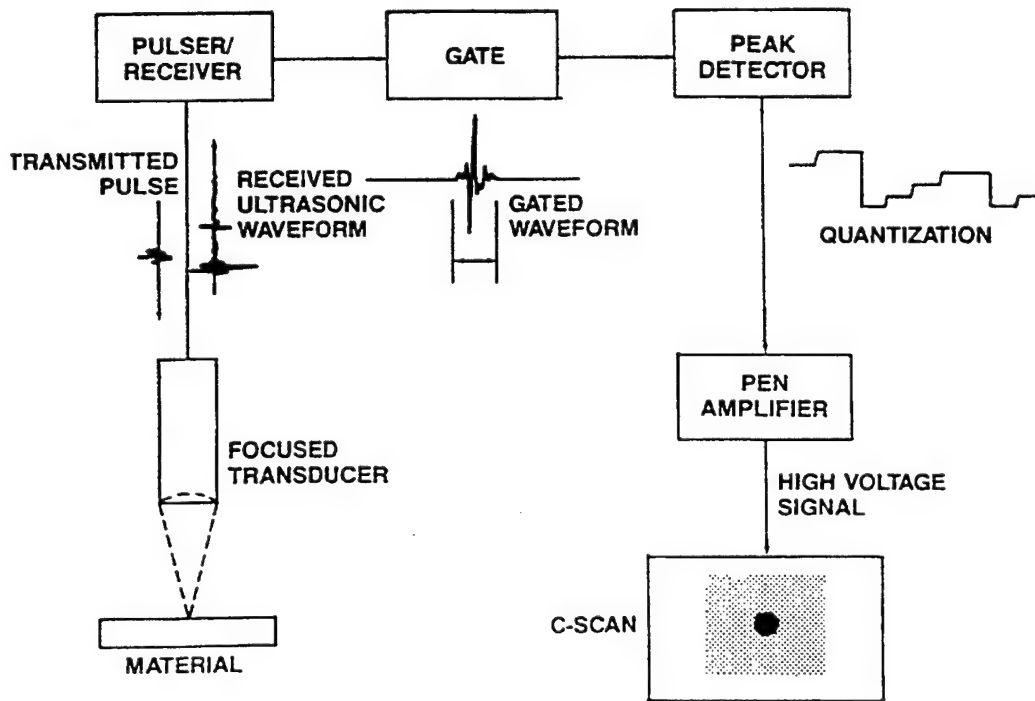 PULSER/
RECEIVER
GATE
PEAK
DETECTOR
TRANSMITTED
PULSE
RECEIVED
ULTRASONIC
WAVEFORM
GATED
WAVEFORM
QUANTIZATION
FOCUSED
TRANSDUCER
PEN
AMPLIFIER
HIGH VOLTAGE
SIGNAL
C-SCAN
MATERIAL